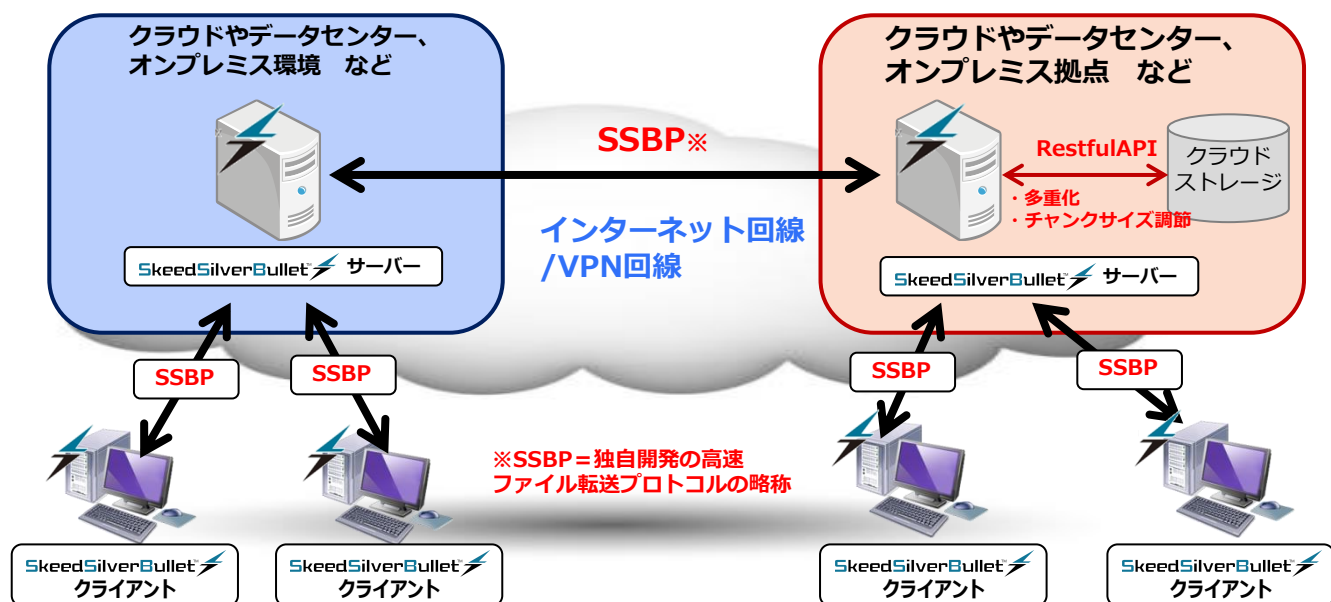 クラウドやデータセンター、
オンプレミス環境 など
SkeedSilverBullet™ サーバー
SSBP※
インターネット回線
/VPN回線
クラウドやデータセンター、
オンプレミス拠点 など
RestfulAPI
・多重化
・チャンクサイズ調節
クラウド
ストレージ
SkeedSilverBullet™ サーバー
SSBP
SSBP
SSBP
SSBP
※SSBP＝独自開発の高速
ファイル転送プロトコルの略称
SkeedSilverBullet™
クライアント
SkeedSilverBullet™
クライアント
SkeedSilverBullet™
クライアント
SkeedSilverBullet™
クライアント